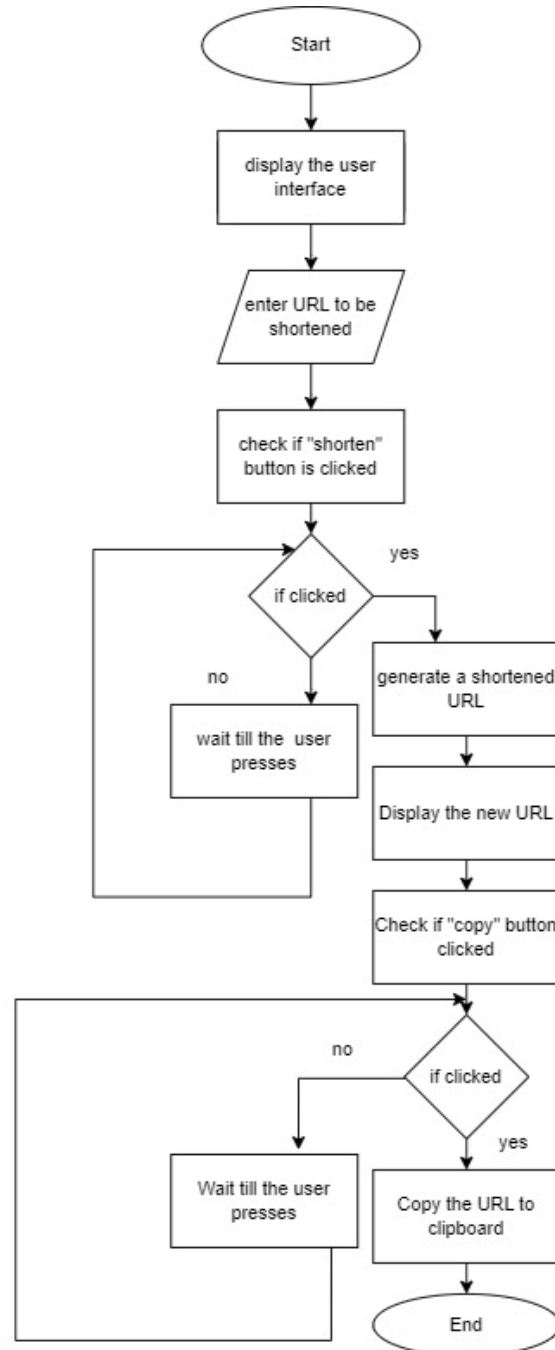 Start
display the user
interface
enter URL to be
shortened
check if "shorten"
button is clicked
yes
if clicked
no
generate a shortened
URL
wait till the  user
presses
Display the new URL
Check if "copy" button
clicked
no
if clicked
yes
Wait till the user
presses
Copy the URL to
clipboard
End